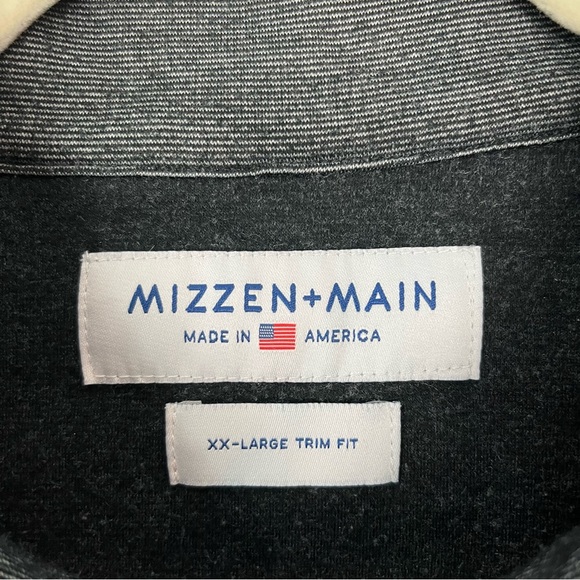 MIZZEN+MAIN
MADE IN AMERICA
XX-LARGE TRIM FIT